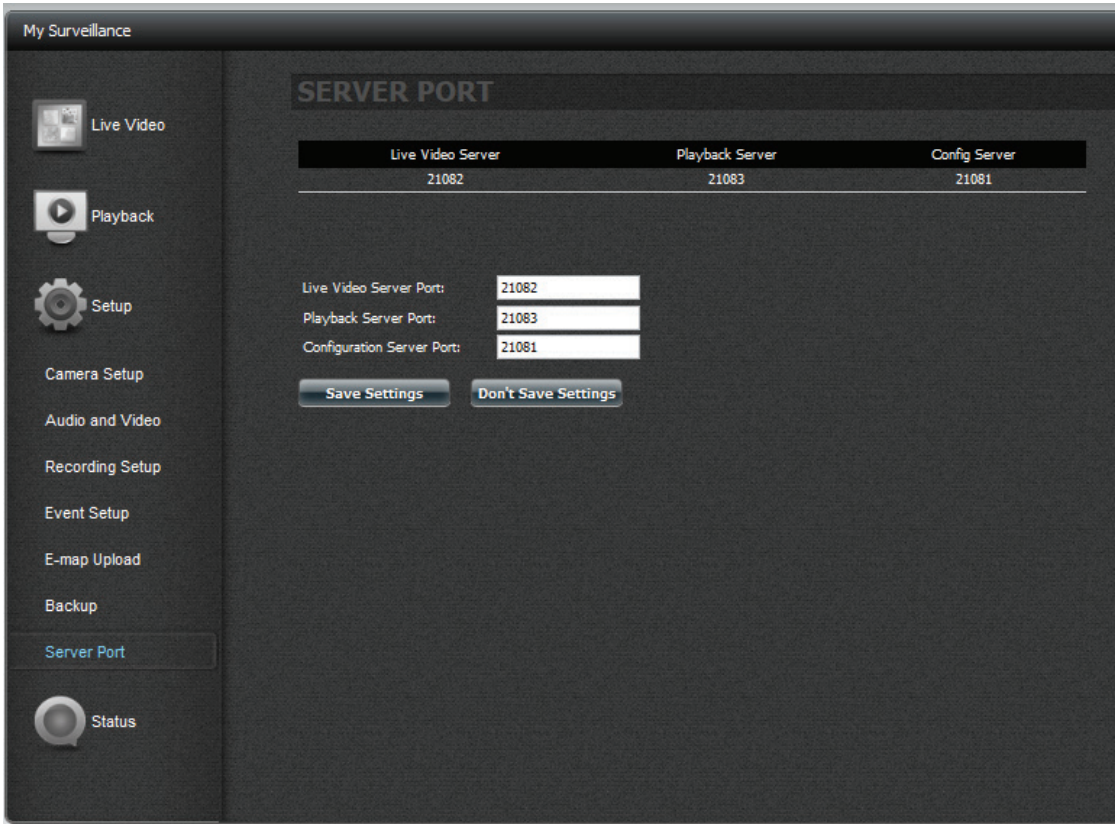 My Surveillance
Live Video
Playback
Setup
Camera Setup
Audio and Video
Recording Setup
Event Setup
E-map Upload
Backup
Server Port
Status
SERVER PORT
Live Video Server Playback Server Config Server
21082 21083 21081
Live Video Server Port: 21082
Playback Server Port: 21083
Configuration Server Port: 21081
Save Settings Don't Save Settings